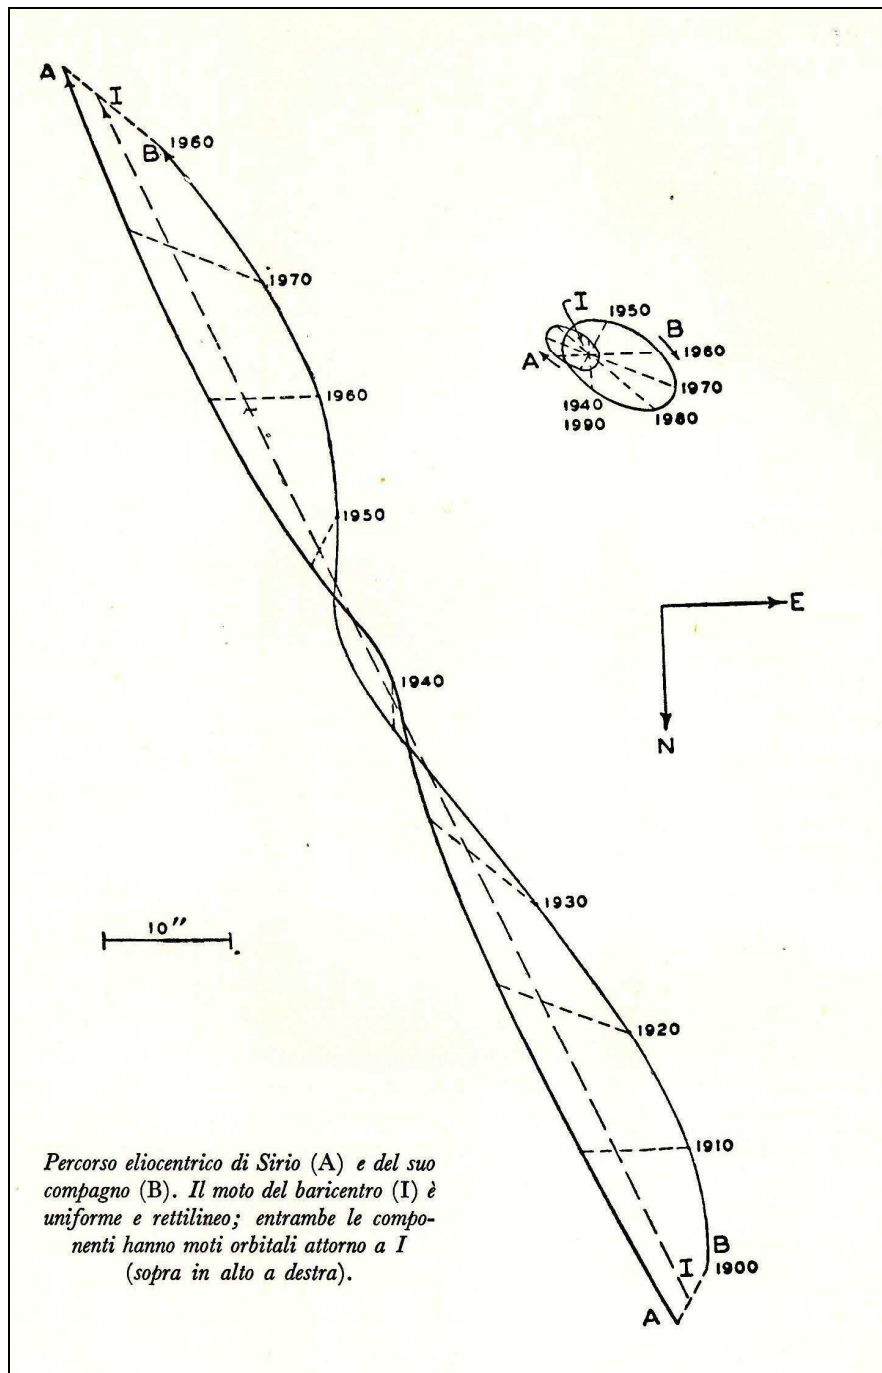 A
I
B 1960
1970
1960
1950
1940
1930
1920
1910
B
1900
I
A
I
1950
B
1960
A
1970
1940
1980
1990
E
N
10"
Percorso eliocentrico di Sirio (A) e del suo
compagno (B). Il moto del baricentro (I) è
uniforme e rettilineo; entrambe le compo-
nenti hanno moti orbitali attorno a I
(sopra in alto a destra).